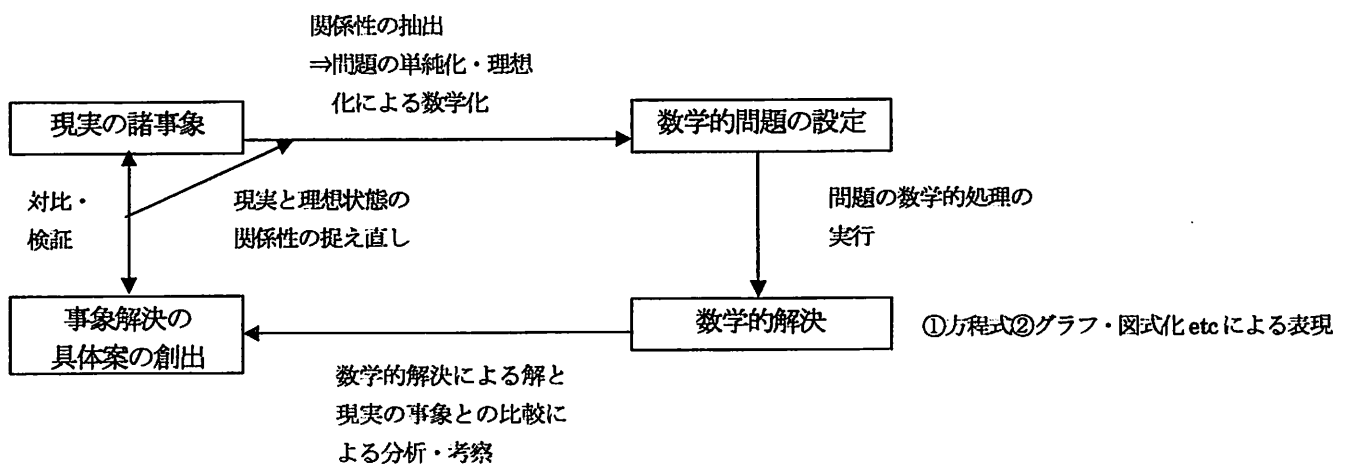 関係性の抽出
⇒問題の単純化・理想
化による数学化
現実の諸事象
数学的問題の設定
対比・
検証
現実と理想状態の
関係性の捉え直し
問題の数学的処理の
実行
事象解決の
具体案の創出
数学的解決
①方程式②グラフ・図式化 etc による表現
数学的解決による解と
現実の事象との比較に
よる分析・考察